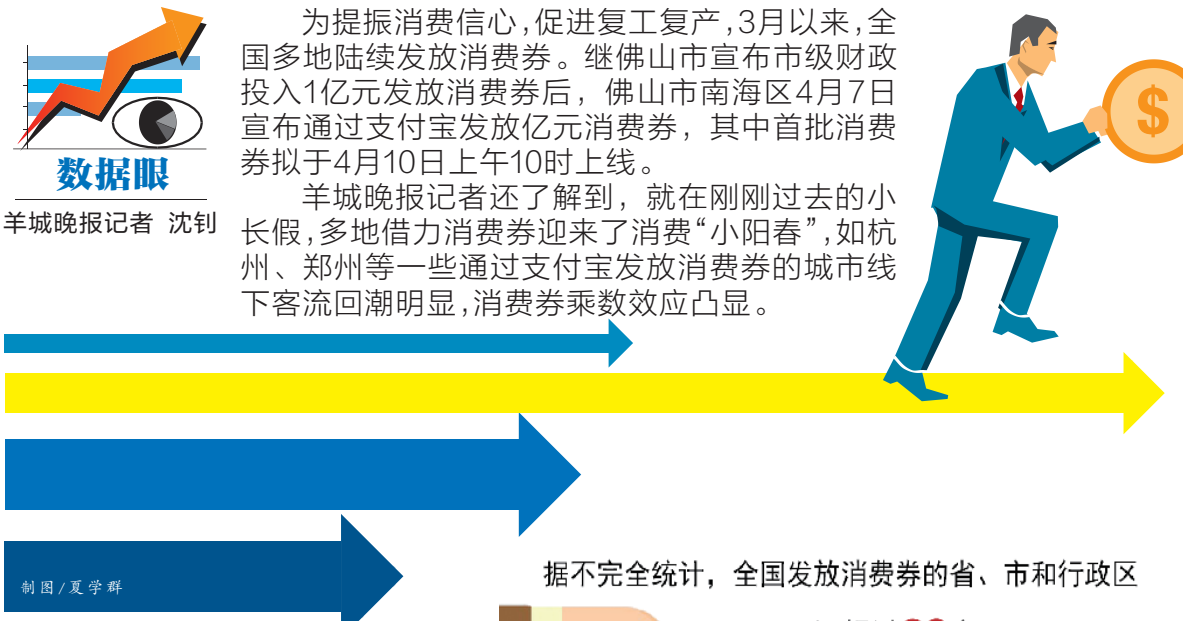 数据眼
羊城晚报记者 沈钊
为提振消费信心,促进复工复产,3月以来,全
国多地陆续发放消费券。继佛山市宣布市级财政
投入1亿元发放消费券后，佛山市南海区4月7日
宣布通过支付宝发放亿元消费券，其中首批消费
券拟于4月10日上午10时上线。
羊城晚报记者还了解到，就在刚刚过去的小
长假,多地借力消费券迎来了消费“小阳春”,如杭
州、郑州等一些通过支付宝发放消费券的城市线
下客流回潮明显,消费券乘数效应凸显。
$
制图/夏学群
据不完全统计，全国发放消费券的省、市和行政区